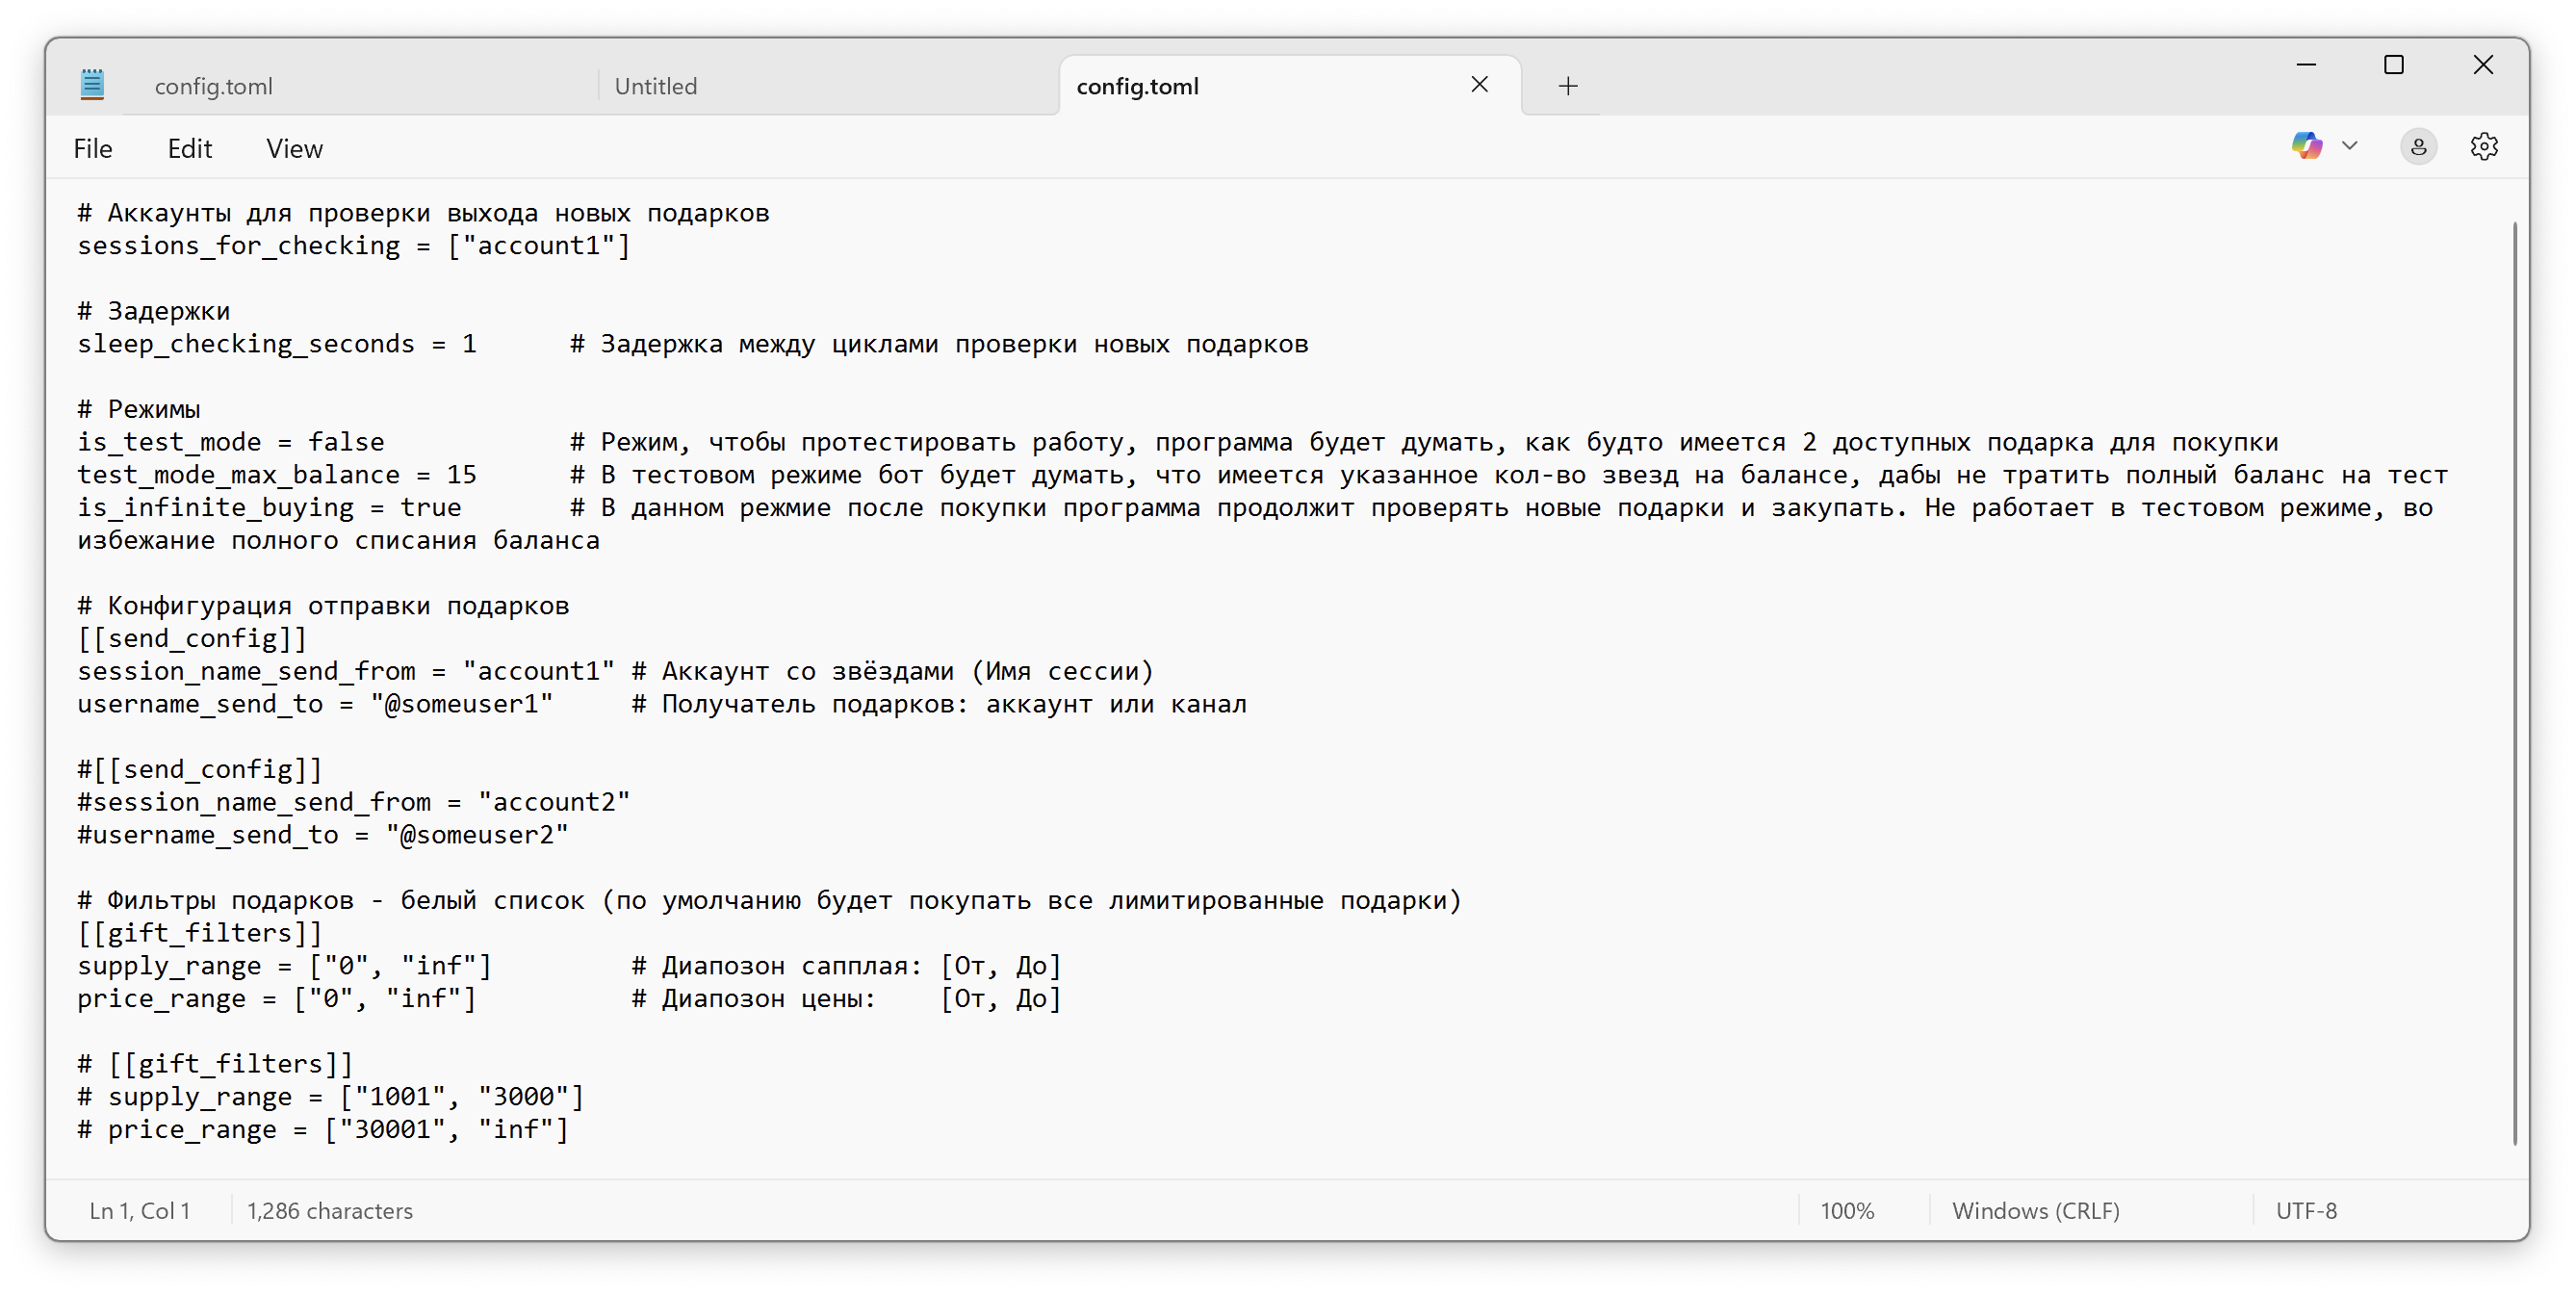 config.toml
Untitled
config.toml
File
Edit
View
# Аккаунты для проверки выхода новых подарков
sessions_for_checking = ["account1"]
# Задержки
sleep_checking_seconds = 1      # Задержка между циклами проверки новых подарков
# Режимы
is_test_mode = false            # Режим, чтобы протестировать работу, программа будет думать, как будто имеется 2 доступных подарка для покупки
test_mode_max_balance = 15      # В тестовом режиме бот будет думать, что имеется указанное кол-во звезд на балансе, дабы не тратить полный баланс на тест
is_infinite_buying = true       # В данном режмие после покупки программа продолжит проверять новые подарки и закупать. Не работает в тестовом режиме, во
избежание полного списания баланса
# Конфигурация отправки подарков
[[send_config]]
session_name_send_from = "account1" # Аккаунт со звёздами (Имя сессии)
username_send_to = "@someuser1"     # Получатель подарков: аккаунт или канал
#[[send_config]]
#session_name_send_from = "account2"
#username_send_to = "@someuser2"
# Фильтры подарков - белый список (по умолчанию будет покупать все лимитированные подарки)
[[gift_filters]]
supply_range = ["0", "inf"]         # Диапозон сапплая: [От, До]
price_range = ["0", "inf"]          # Диапозон цены:    [От, До]
# [[gift_filters]]
# supply_range = ["1001", "3000"]
# price_range = ["30001", "inf"]
Ln 1, Col 1
1,286 characters
100%
Windows (CRLF)
UTF-8